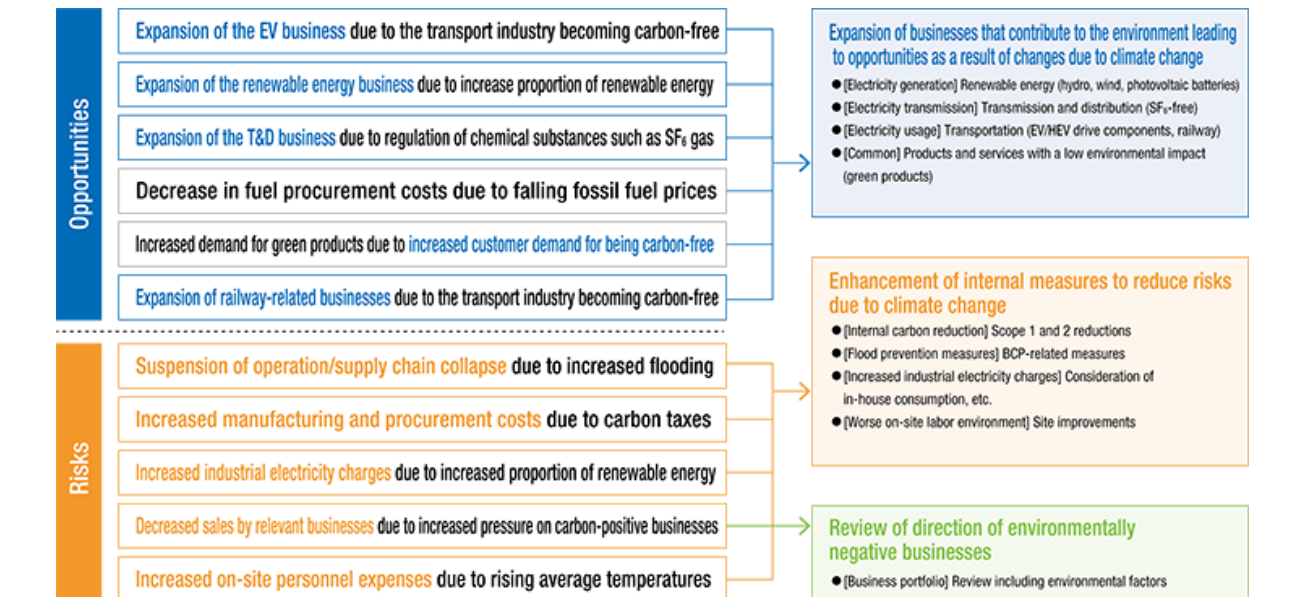 Opportunities
Expansion of the EV business due to the transport industry becoming carbon-free
Expansion of the renewable energy business due to increase proportion of renewable energy
Expansion of the T&D business due to regulation of chemical substances such as SF₆ gas
Decrease in fuel procurement costs due to falling fossil fuel prices
Increased demand for green products due to increased customer demand for being carbon-free
Expansion of railway-related businesses due to the transport industry becoming carbon-free
Expansion of businesses that contribute to the environment leading
to opportunities as a result of changes due to climate change
●[Electricity generation] Renewable energy (hydro, wind, photovoltaic batteries)
●[Electricity transmission] Transmission and distribution (SF₆-free)
●[Electricity usage] Transportation (EV/HEV drive components, railway)
●[Common] Products and services with a low environmental impact
(green products)
Risks
Suspension of operation/supply chain collapse due to increased flooding
Increased manufacturing and procurement costs due to carbon taxes
Increased industrial electricity charges due to increased proportion of renewable energy
Decreased sales by relevant businesses due to increased pressure on carbon-positive businesses
Increased on-site personnel expenses due to rising average temperatures
Enhancement of internal measures to reduce risks
due to climate change
●[Internal carbon reduction] Scope 1 and 2 reductions
●[Flood prevention measures] BCP-related measures
●[Increased industrial electricity charges] Consideration of
in-house consumption, etc.
●[Worse on-site labor environment] Site improvements
Review of direction of environmentally
negative businesses
●[Business portfolio] Review including environmental factors